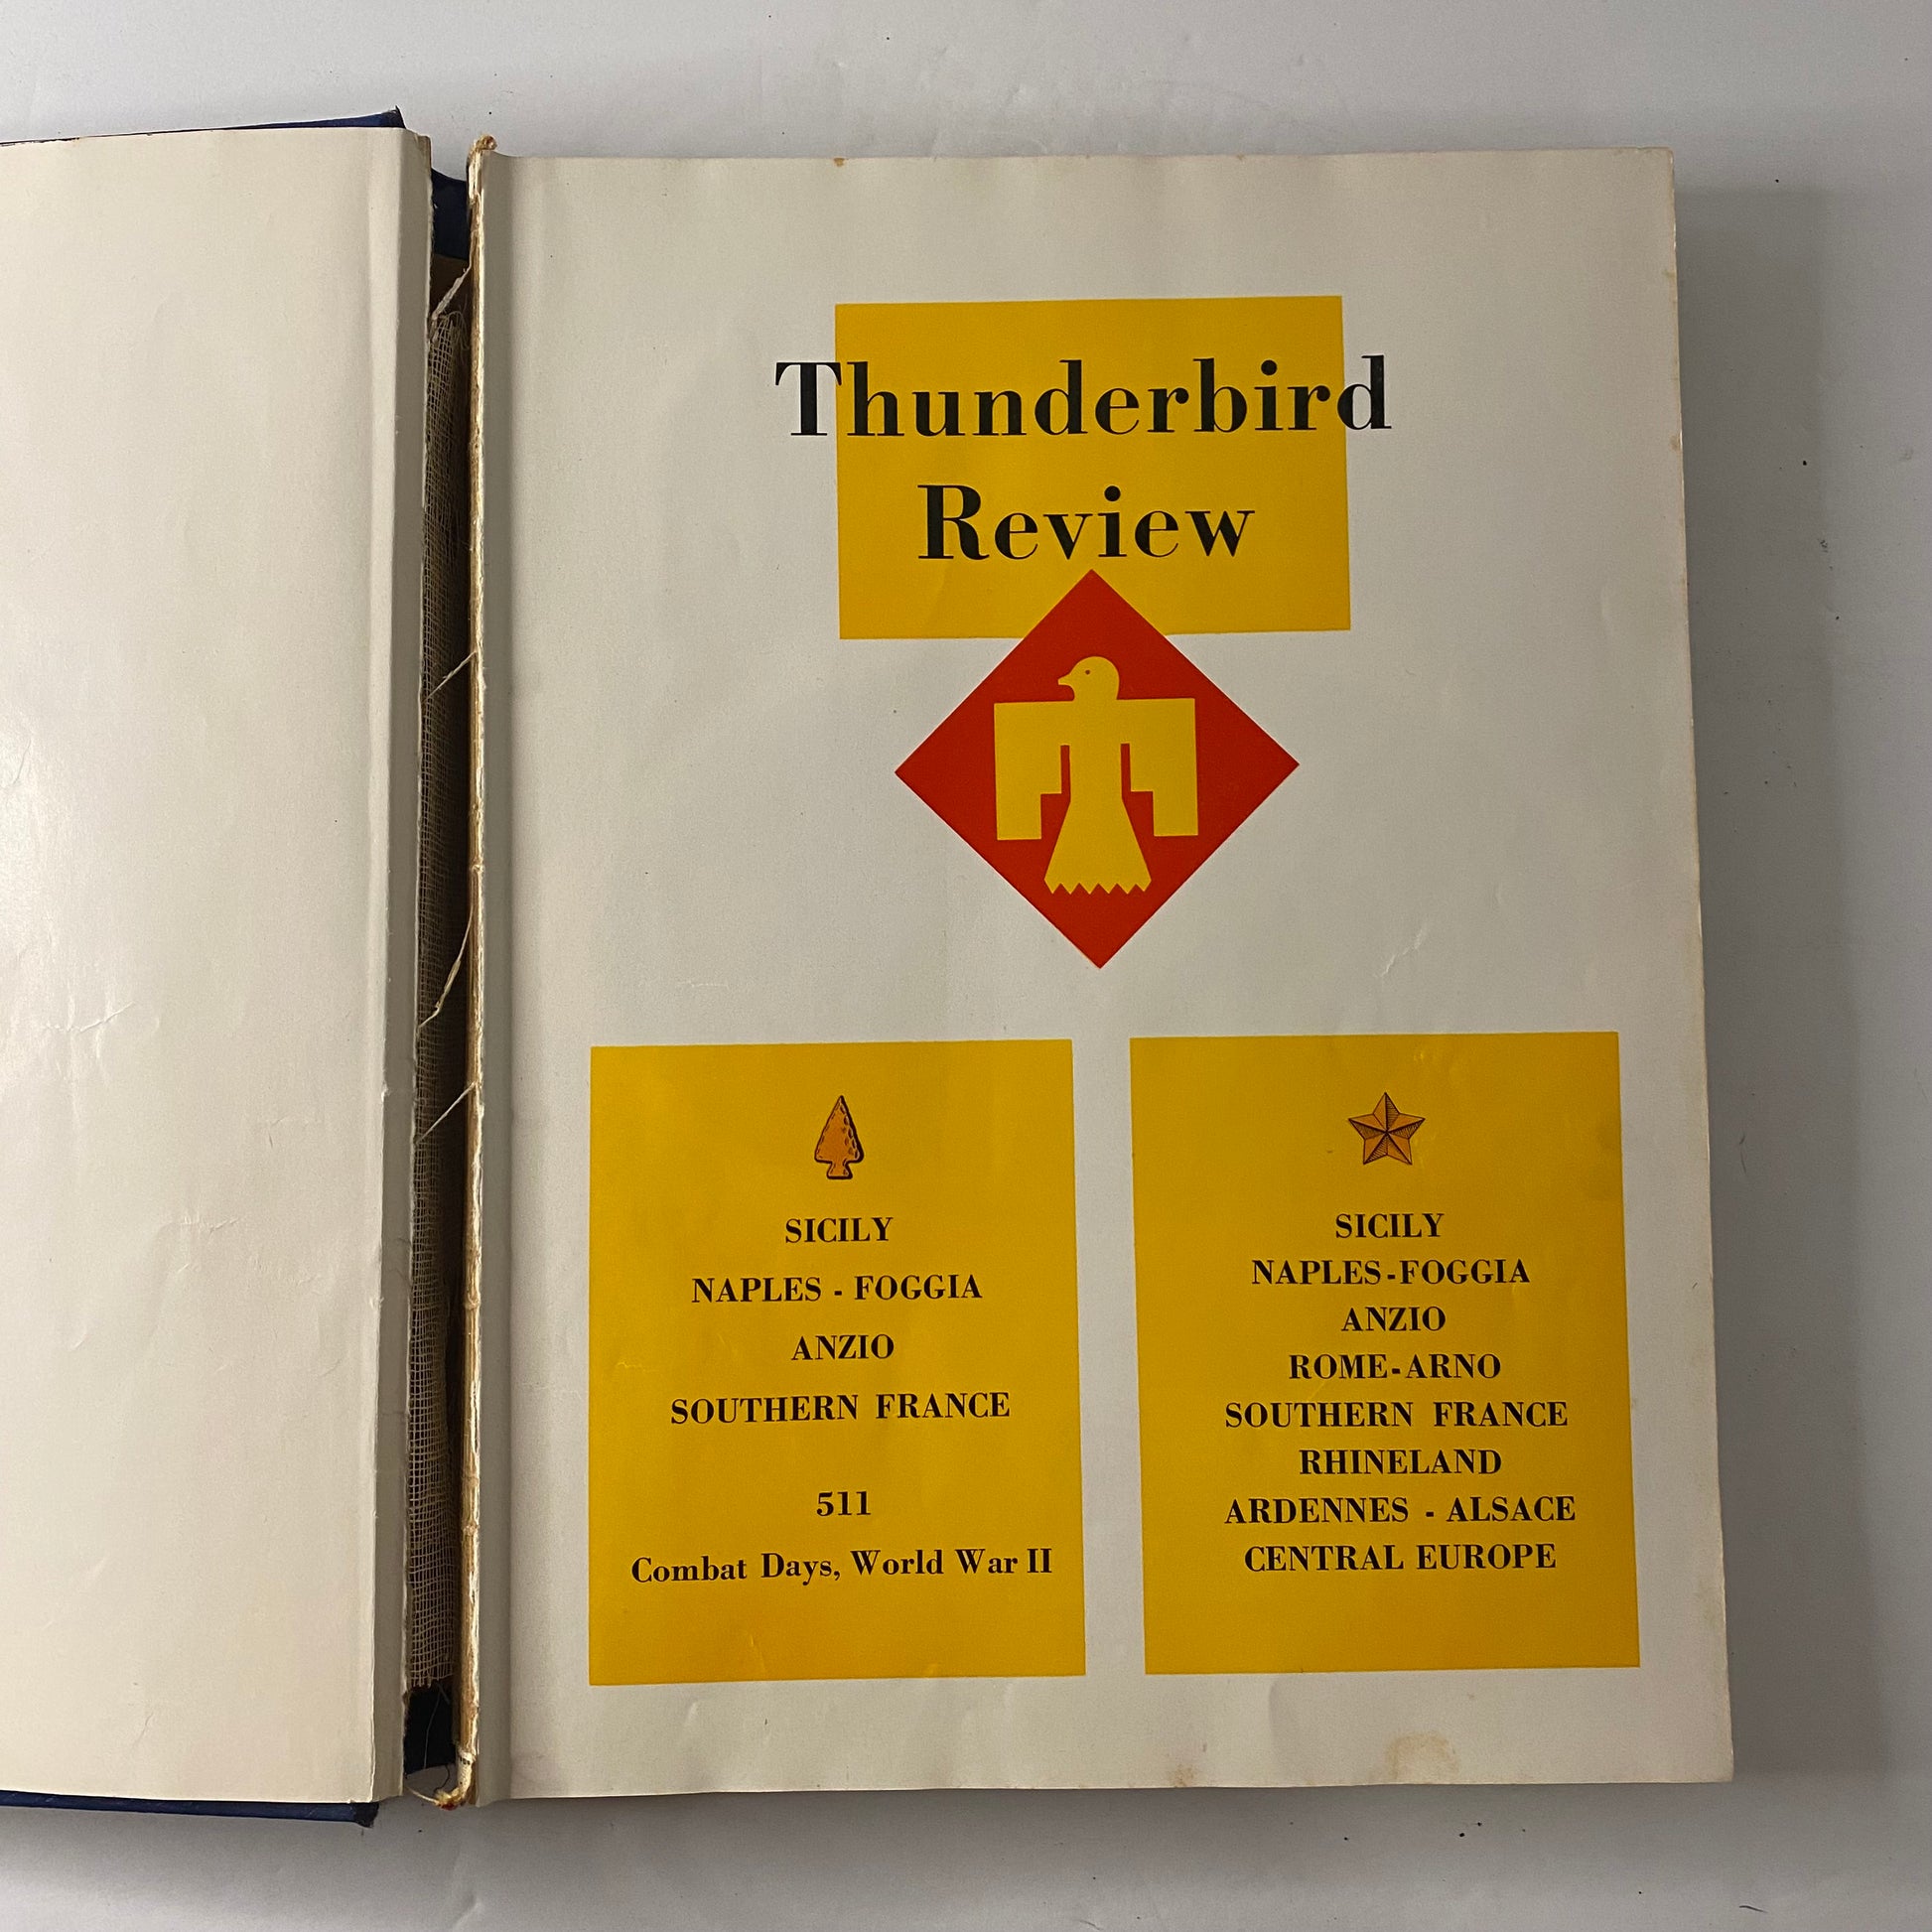 Thunderbird
Review
SICILY
NAPLES - FOGGIA
ANZIO
SOUTHERN FRANCE
511
Combat Days, World War II
SICILY
NAPLES-FOGGIA
ANZIO
ROME-ARNO
SOUTHERN FRANCE
RHINELAND
ARDENNES - ALSACE
CENTRAL EUROPE